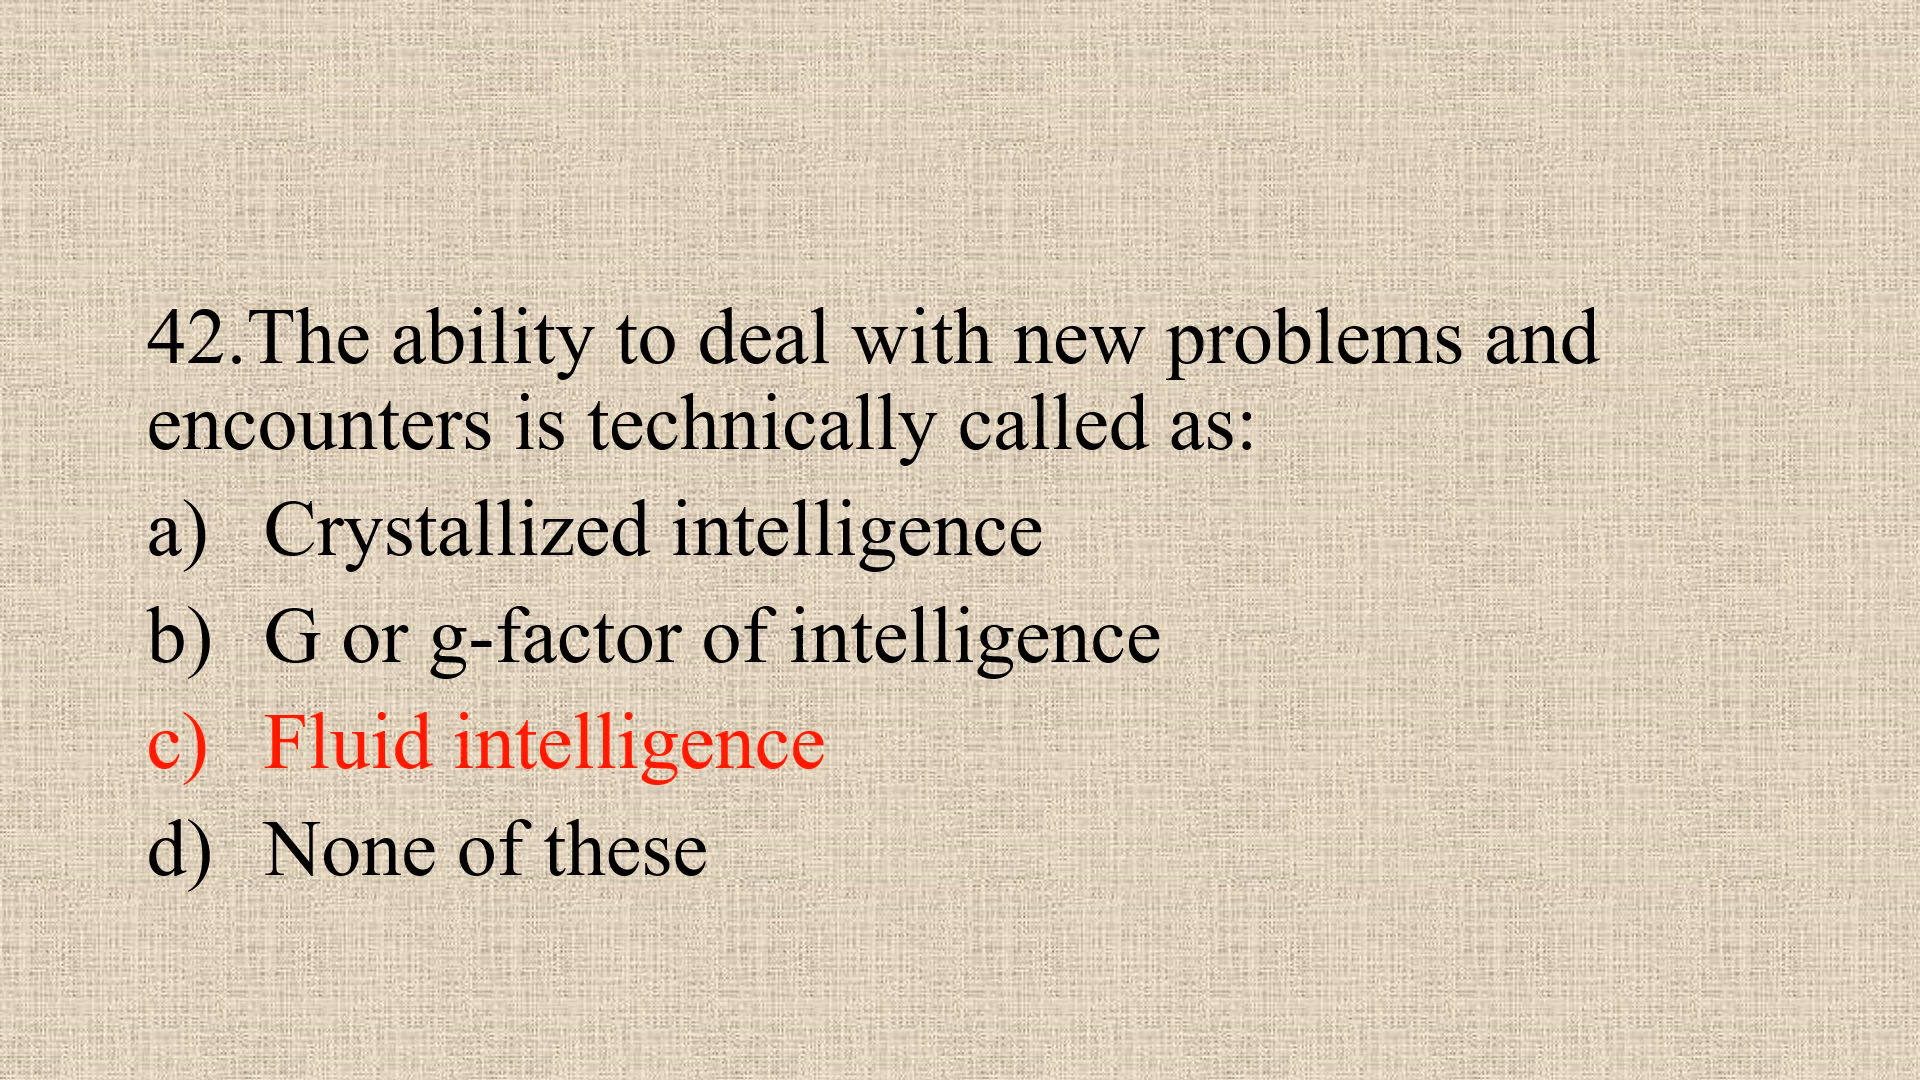 42.The ability to deal with new problems and
encounters is technically called as:
a) Crystallized intelligence
b) G or g-factor of intelligence
c) Fluid intelligence
d) None of these